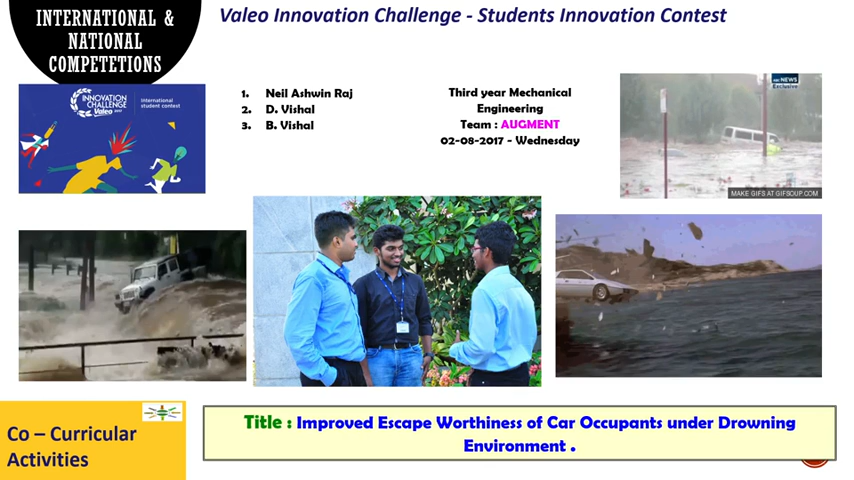 INTERNATIONAL &
NATIONAL
COMPETETIONS
Valeo Innovation Challenge - Students Innovation Contest
INNOVATION
CHALLENGE
Valeo
International
student contest
1. Neil Ashwin Raj
2. D. Vishal
3. B. Vishal
Third year Mechanical
Engineering
Team : AUGMENT
02-08-2017 - Wednesday
abc NEWS
Exclusive
MAKE GIFS AT GIFSOUP.COM
Co – Curricular
Activities
Title : Improved Escape Worthiness of Car Occupants under Drowning
Environment .